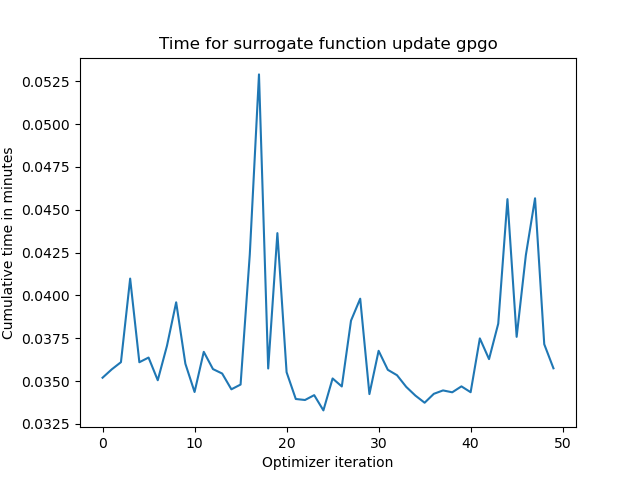 Time for surrogate function update gpgo
Cumulative time in minutes
0.0525
0.0500
0.0475
0.0450
0.0425
0.0400
0.0375
0.0350
0.0325
0 10 20 30 40 50
Optimizer iteration